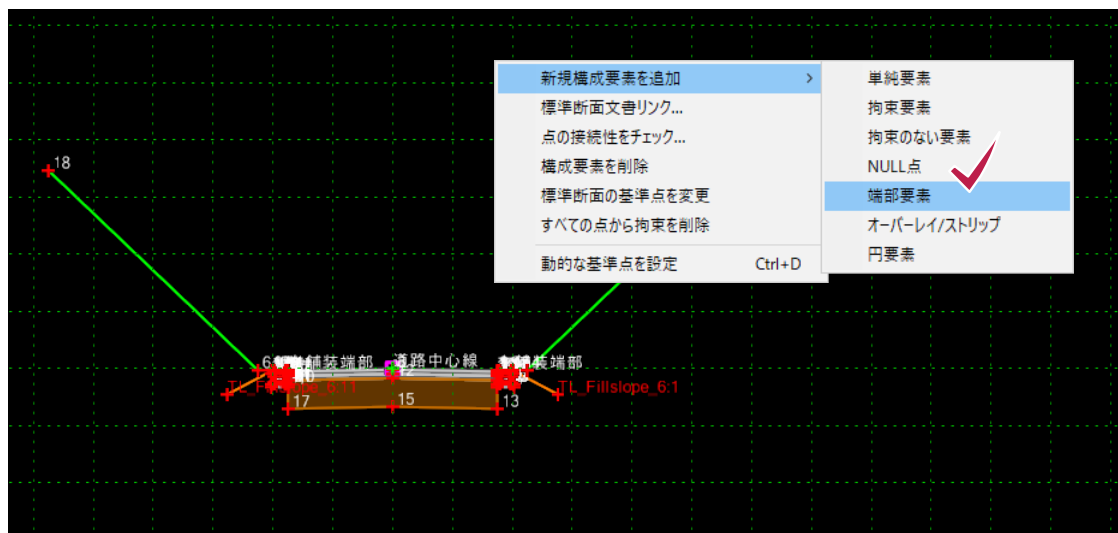 新規構成要素を追加 >
標準断面文書リンク...
点の接続性をチェック...
構成要素を削除
標準断面の基準点を変更
すべての点から拘束を削除
動的な基準点を設定 Ctrl+D
単純要素
拘束要素
拘束のない要素
NULL点
端部要素
オーバーレイ/ストリップ
円要素
18
舗装端部
道路中心線
装端部
TL_Fillslope_6:1
17
15
13